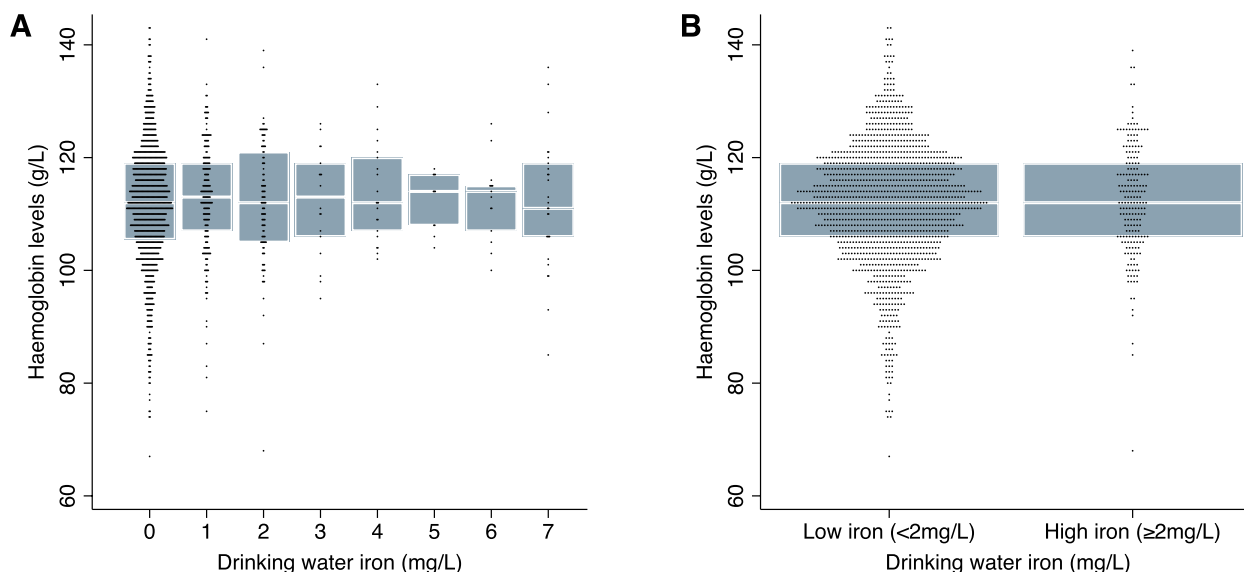 A
Haemoglobin levels (g/L)
140
120
100
80
60
0 1 2 3 4 5 6 7
Drinking water iron (mg/L)
B
Haemoglobin levels (g/L)
140
120
100
80
60
Low iron (<2mg/L) High iron (≥2mg/L)
Drinking water iron (mg/L)